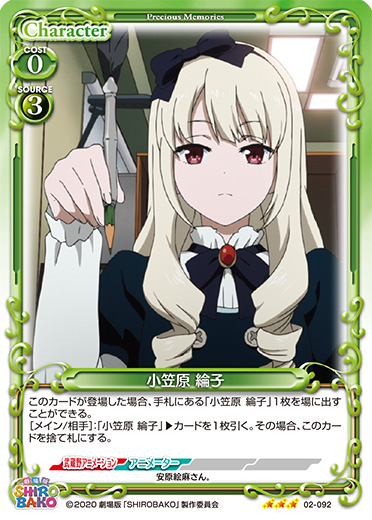 Precious Memories
Character
COST
0
SOURCE
3
小笠原 綸子
このカードが登場した場合、手札にある「小笠原 綸子」1枚を場に出す
ことができる。
[メイン/相手]:「小笠原 綸子」▶カードを1枚引く。その場合、このカー
ドを捨て札にする。
武蔵野アニメーション アニメーター
安原絵麻さん。
劇場版
SHIRO
BAKO
©2020 劇場版「SHIROBAKO」製作委員会 02-092